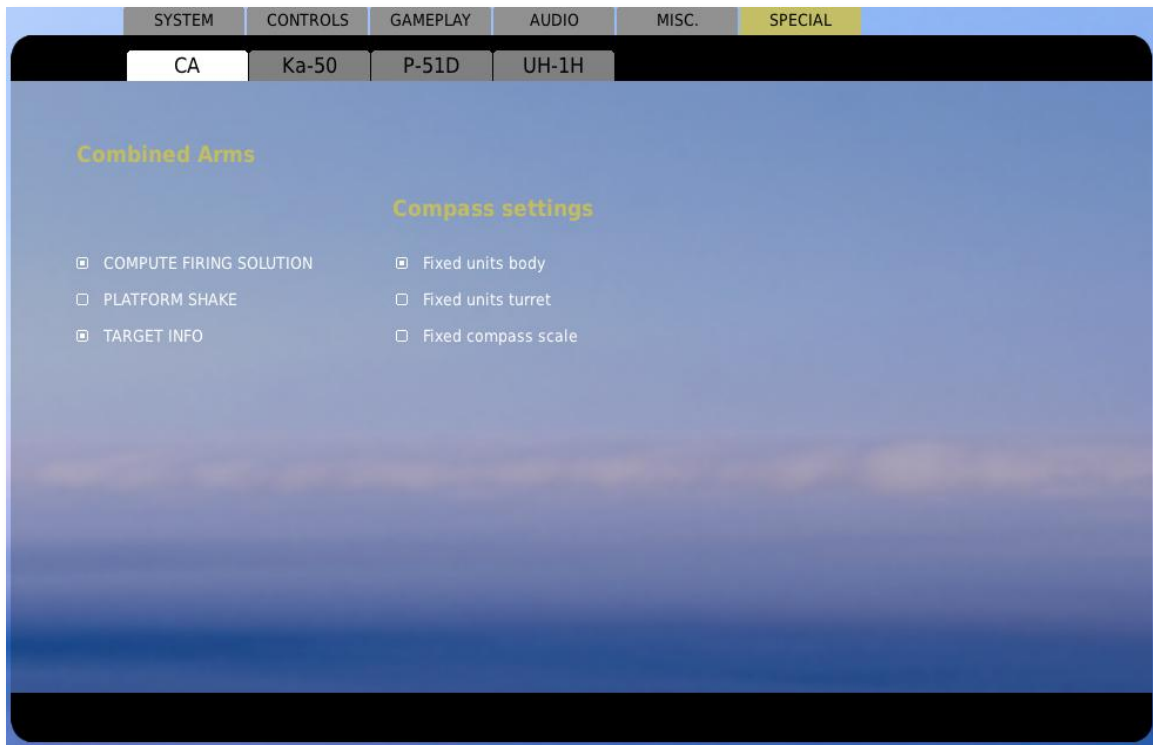 SYSTEM CONTROLS GAMEPLAY AUDIO MISC. SPECIAL
CA Ka-50 P-51D UH-1H
Combined Arms
Compass settings
COMPUTE FIRING SOLUTION Fixed units body
PLATFORM SHAKE Fixed units turret
TARGET INFO Fixed compass scale